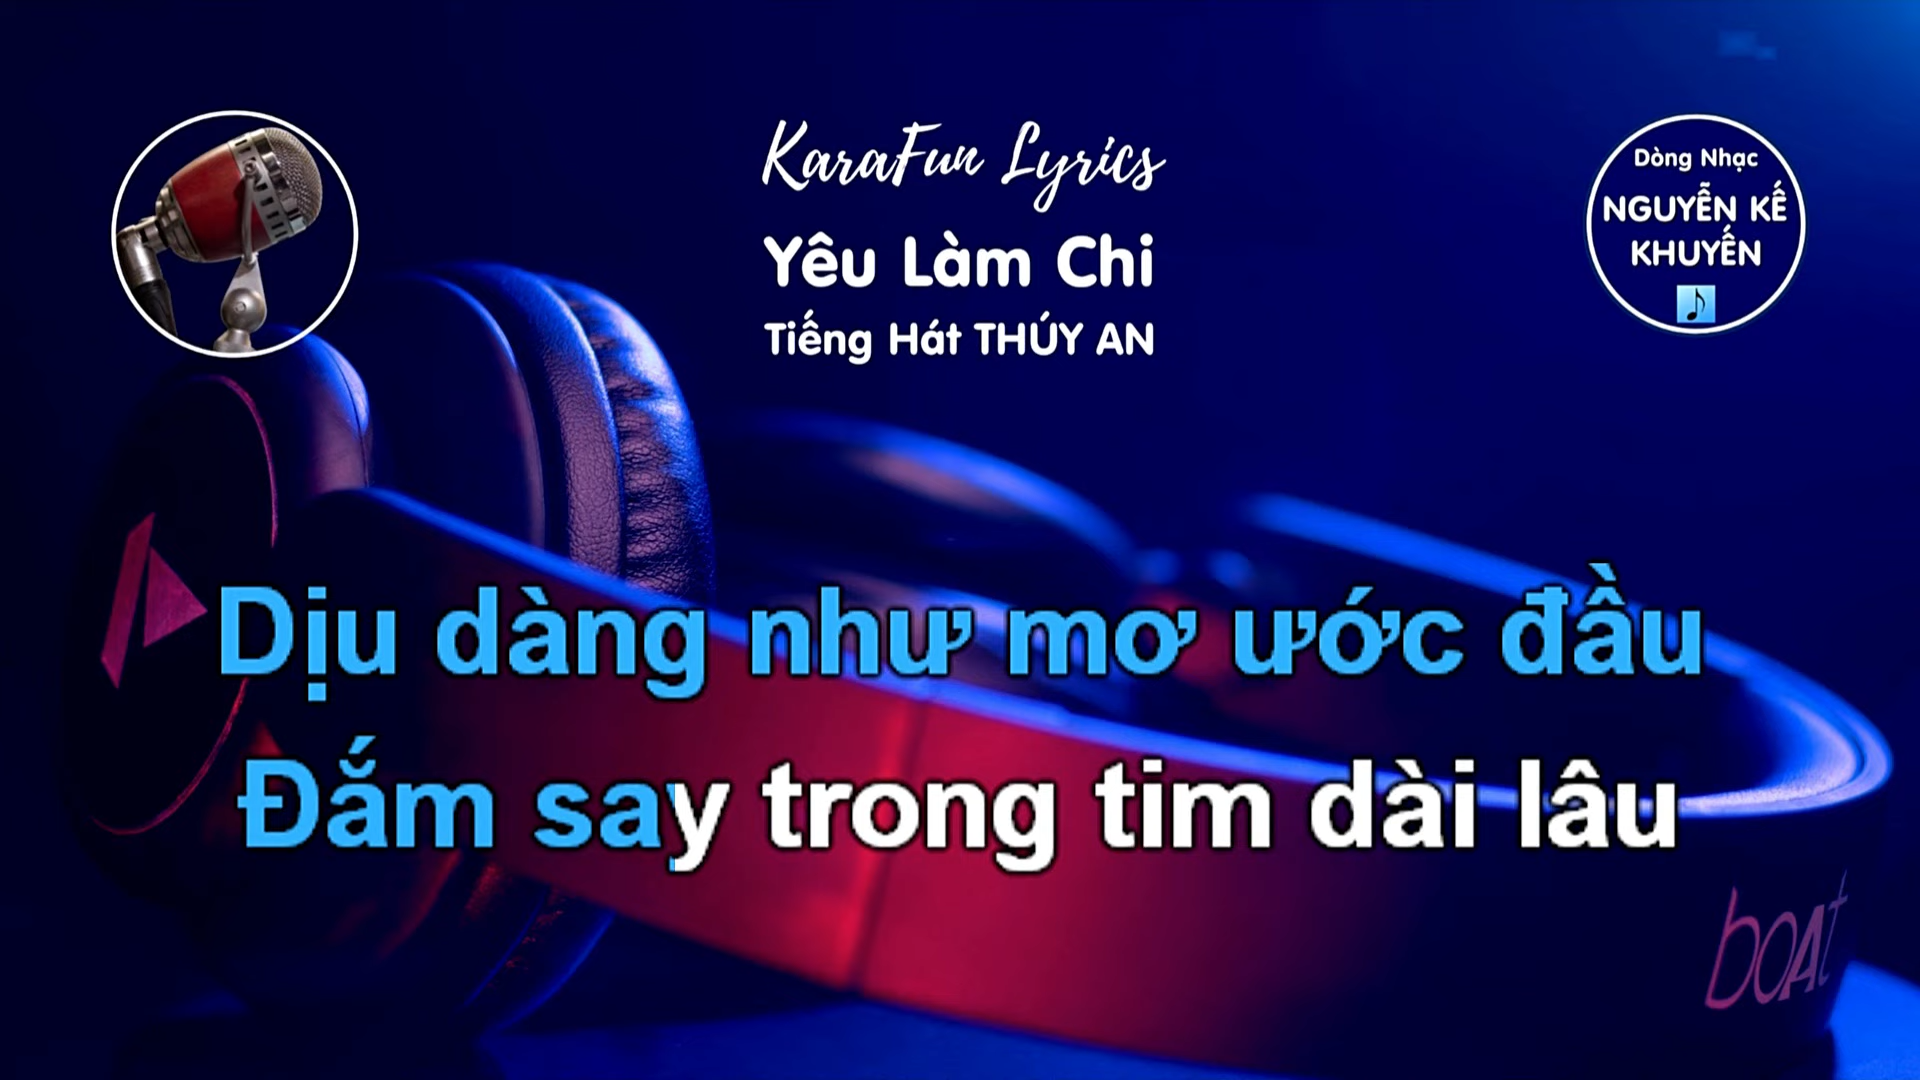 KaraFun Lyrics
Yêu Làm Chi
Tiếng Hát THÚY AN
Dòng Nhạc
NGUYỄN KẾ
KHUYẾN
Dịu dàng như mơ ước đầu
Đắm say trong tim dài lâu
boAt